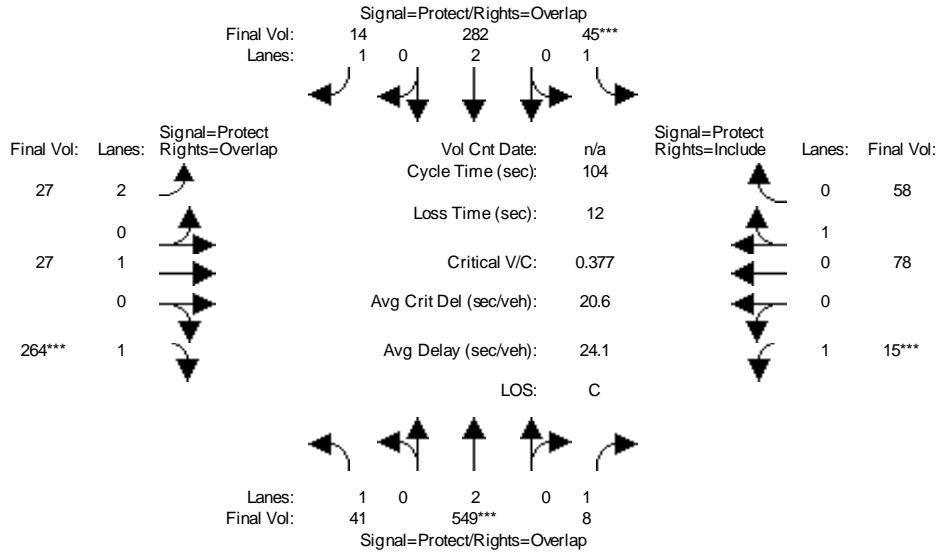 Signal=Protect/Rights=Overlap
Final Vol: 14 282 45***
Lanes: 1 0 2 0 1
Signal=Protect
Final Vol: Lanes: Rights=Overlap
Vol Cnt Date: n/a
Signal=Protect
Rights=Include Lanes: Final Vol:
Cycle Time (sec): 104
27 2
0 58
Loss Time (sec): 12
0
1
27 1
Critical V/C: 0.377
0 78
0
Avg Crit Del (sec/veh): 20.6
0
264*** 1
Avg Delay (sec/veh): 24.1
1 15***
LOS: C
Lanes: 1 0 2 0 1
Final Vol: 41 549*** 8
Signal=Protect/Rights=Overlap